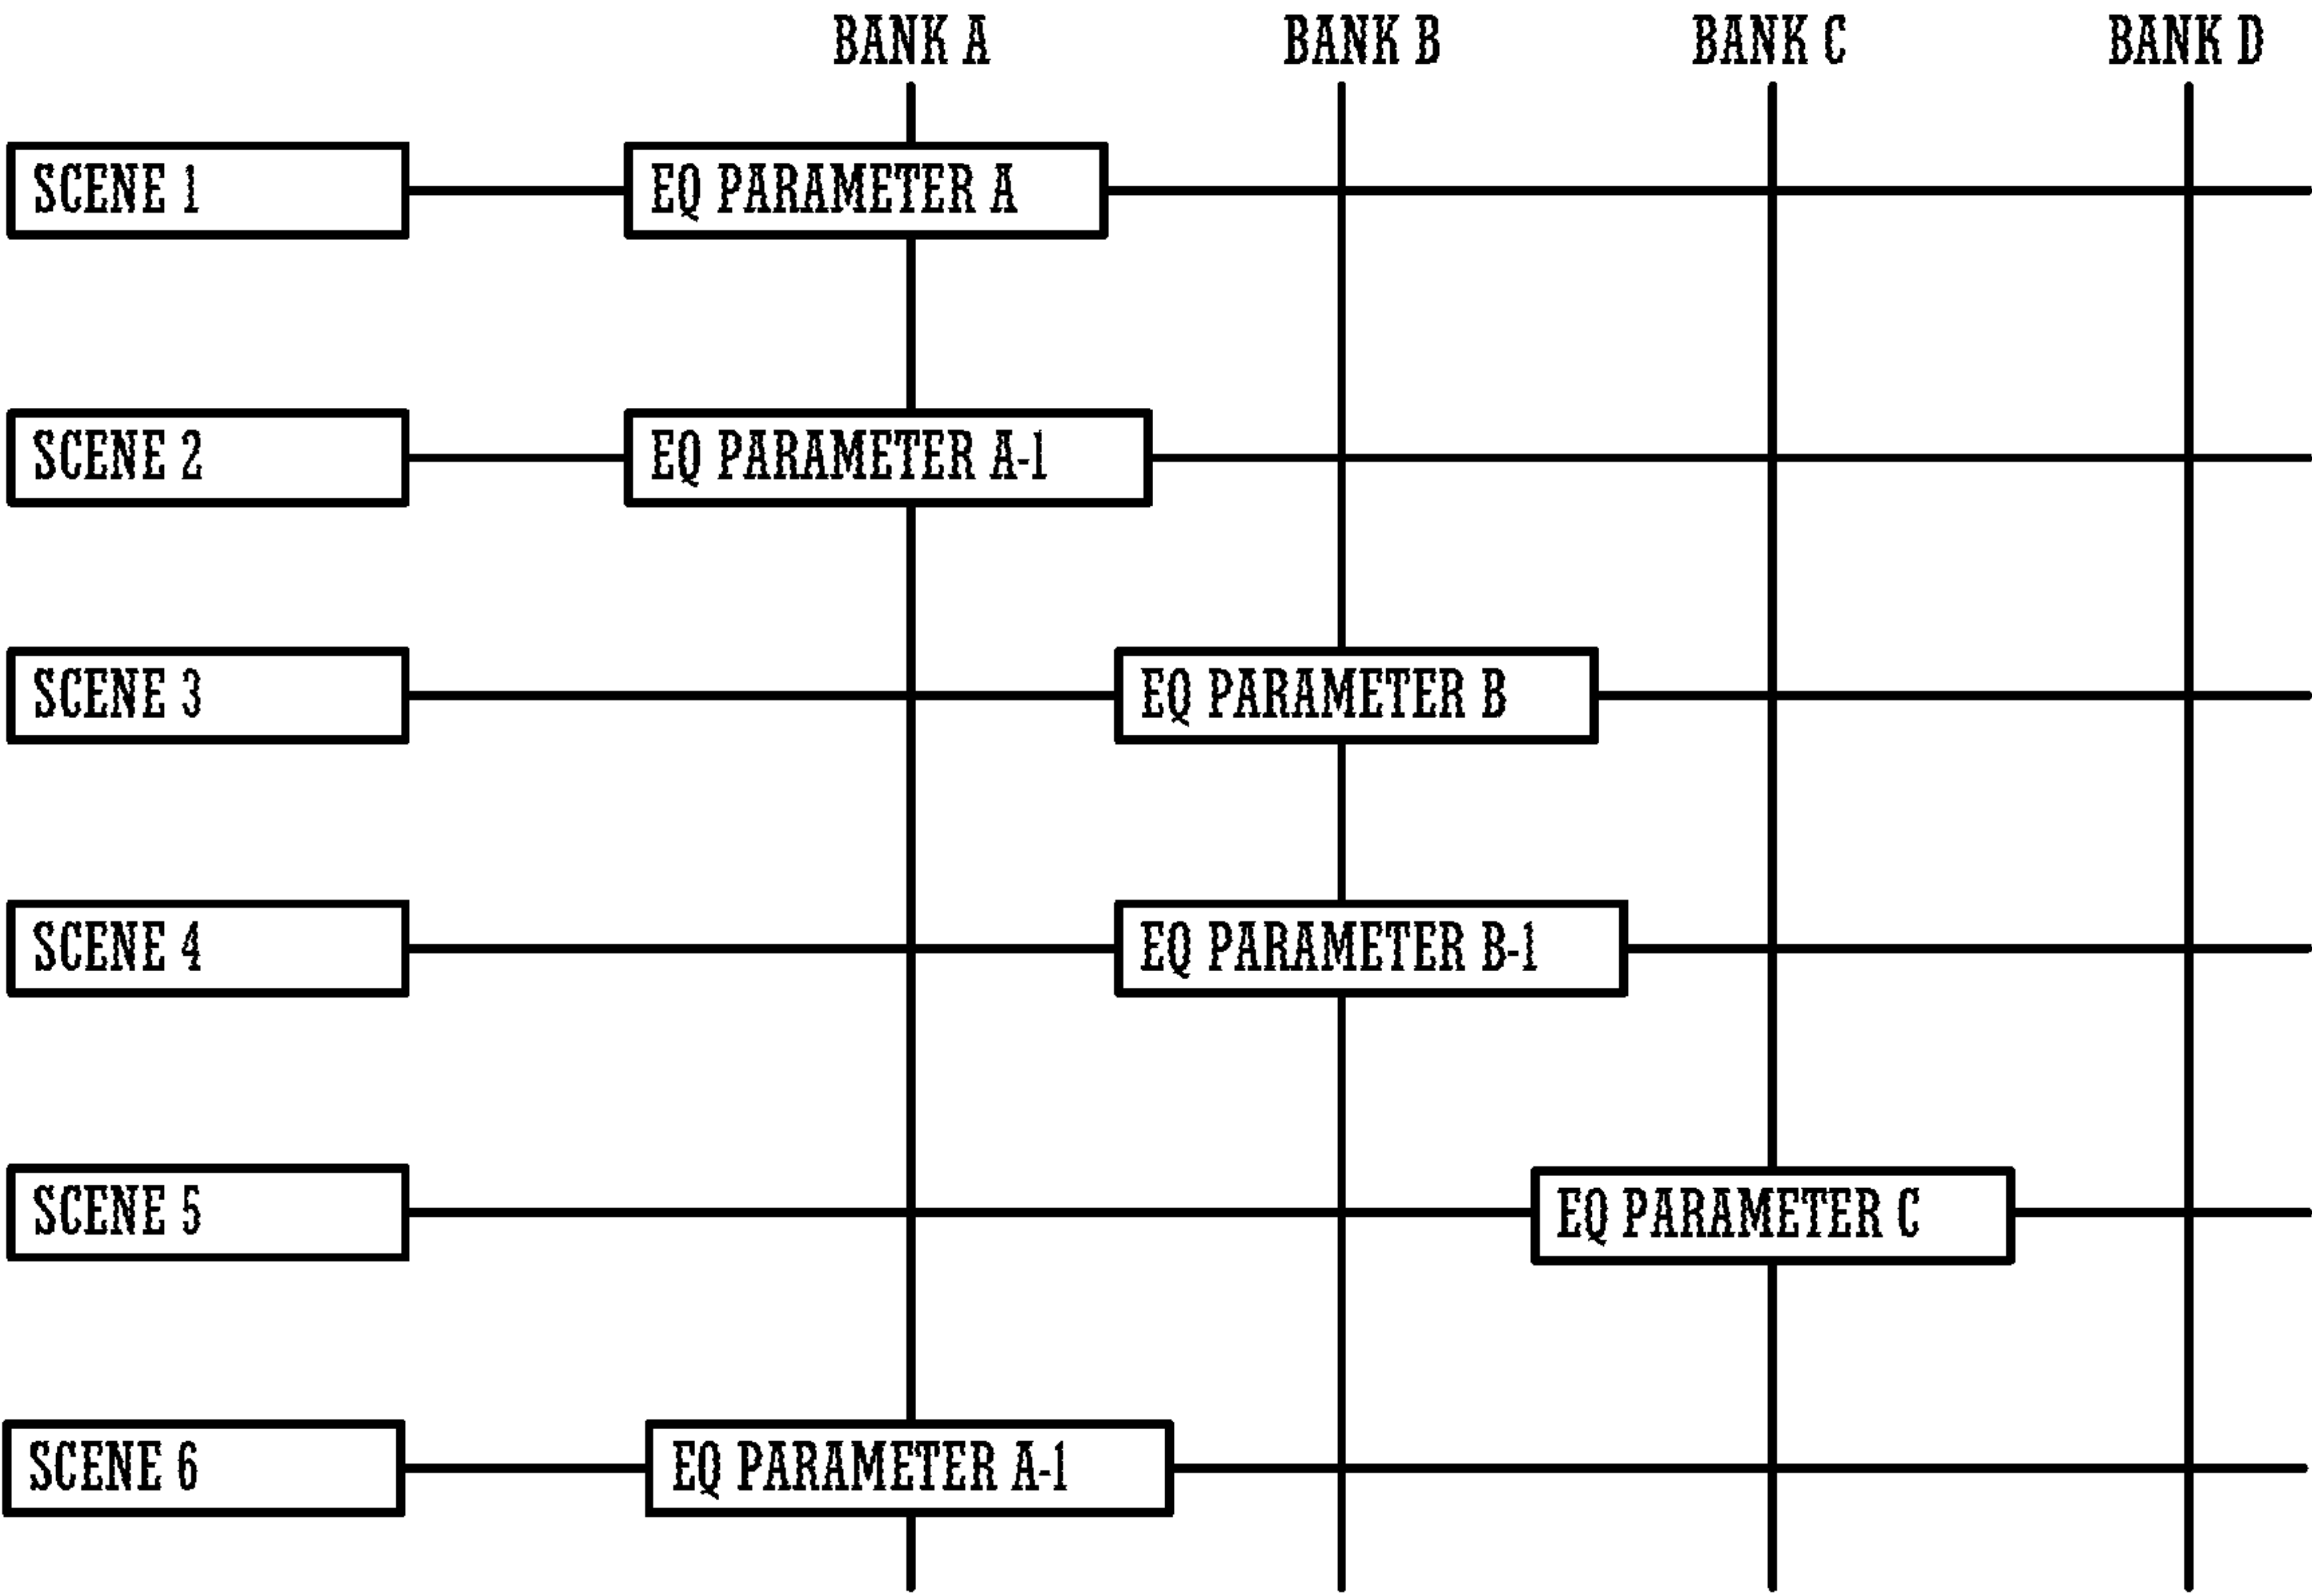 BANK A BANK B BANK C BANK D
SCENE 1 EQ PARAMETER A
SCENE 2 EQ PARAMETER A-1
SCENE 3 EQ PARAMETER B
SCENE 4 EQ PARAMETER B-1
SCENE 5 EQ PARAMETER C
SCENE 6 EQ PARAMETER A-1